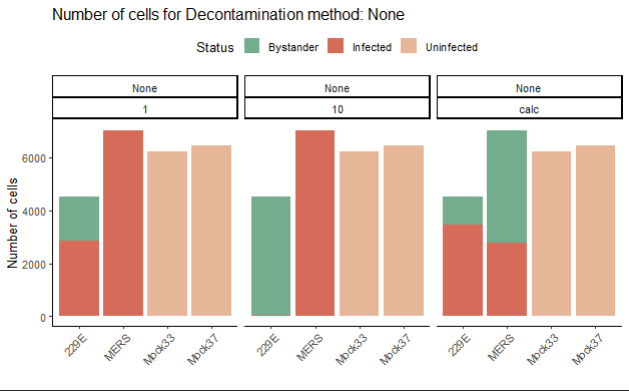 Number of cells for Decontamination method: None
Status Bystander Infected Uninfected
None None None
1 10 calc
Number of cells
6000
4000
2000
0
229E MERS Mock33 Mock37 229E MERS Mock33 Mock37 229E MERS Mock33 Mock37